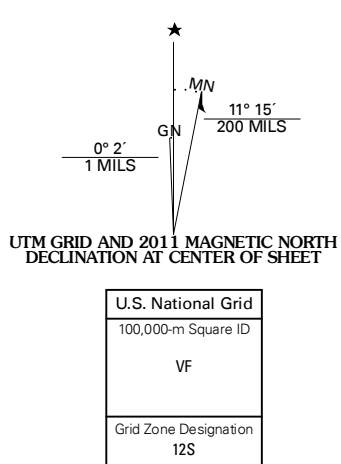 ★
MN
11° 15´
200 MILS
GN
0° 2´
1 MILS
UTM GRID AND 2011 MAGNETIC NORTH
DECLINATION AT CENTER OF SHEET
U.S. National Grid
100,000-m Square ID
VF
Grid Zone Designation
12S